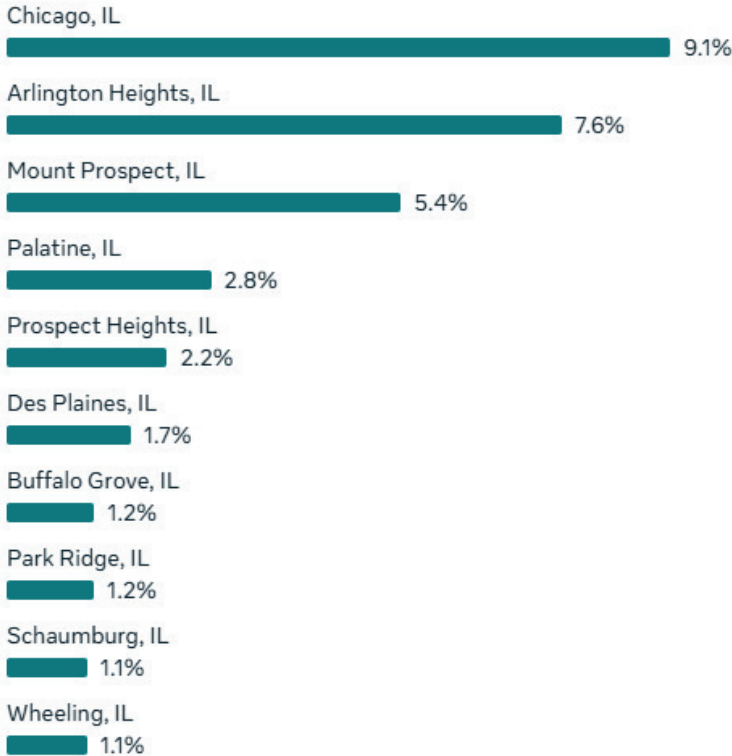 Chicago, IL
9.1%
Arlington Heights, IL
7.6%
Mount Prospect, IL
5.4%
Palatine, IL
2.8%
Prospect Heights, IL
2.2%
Des Plaines, IL
1.7%
Buffalo Grove, IL
1.2%
Park Ridge, IL
1.2%
Schaumburg, IL
1.1%
Wheeling, IL
1.1%